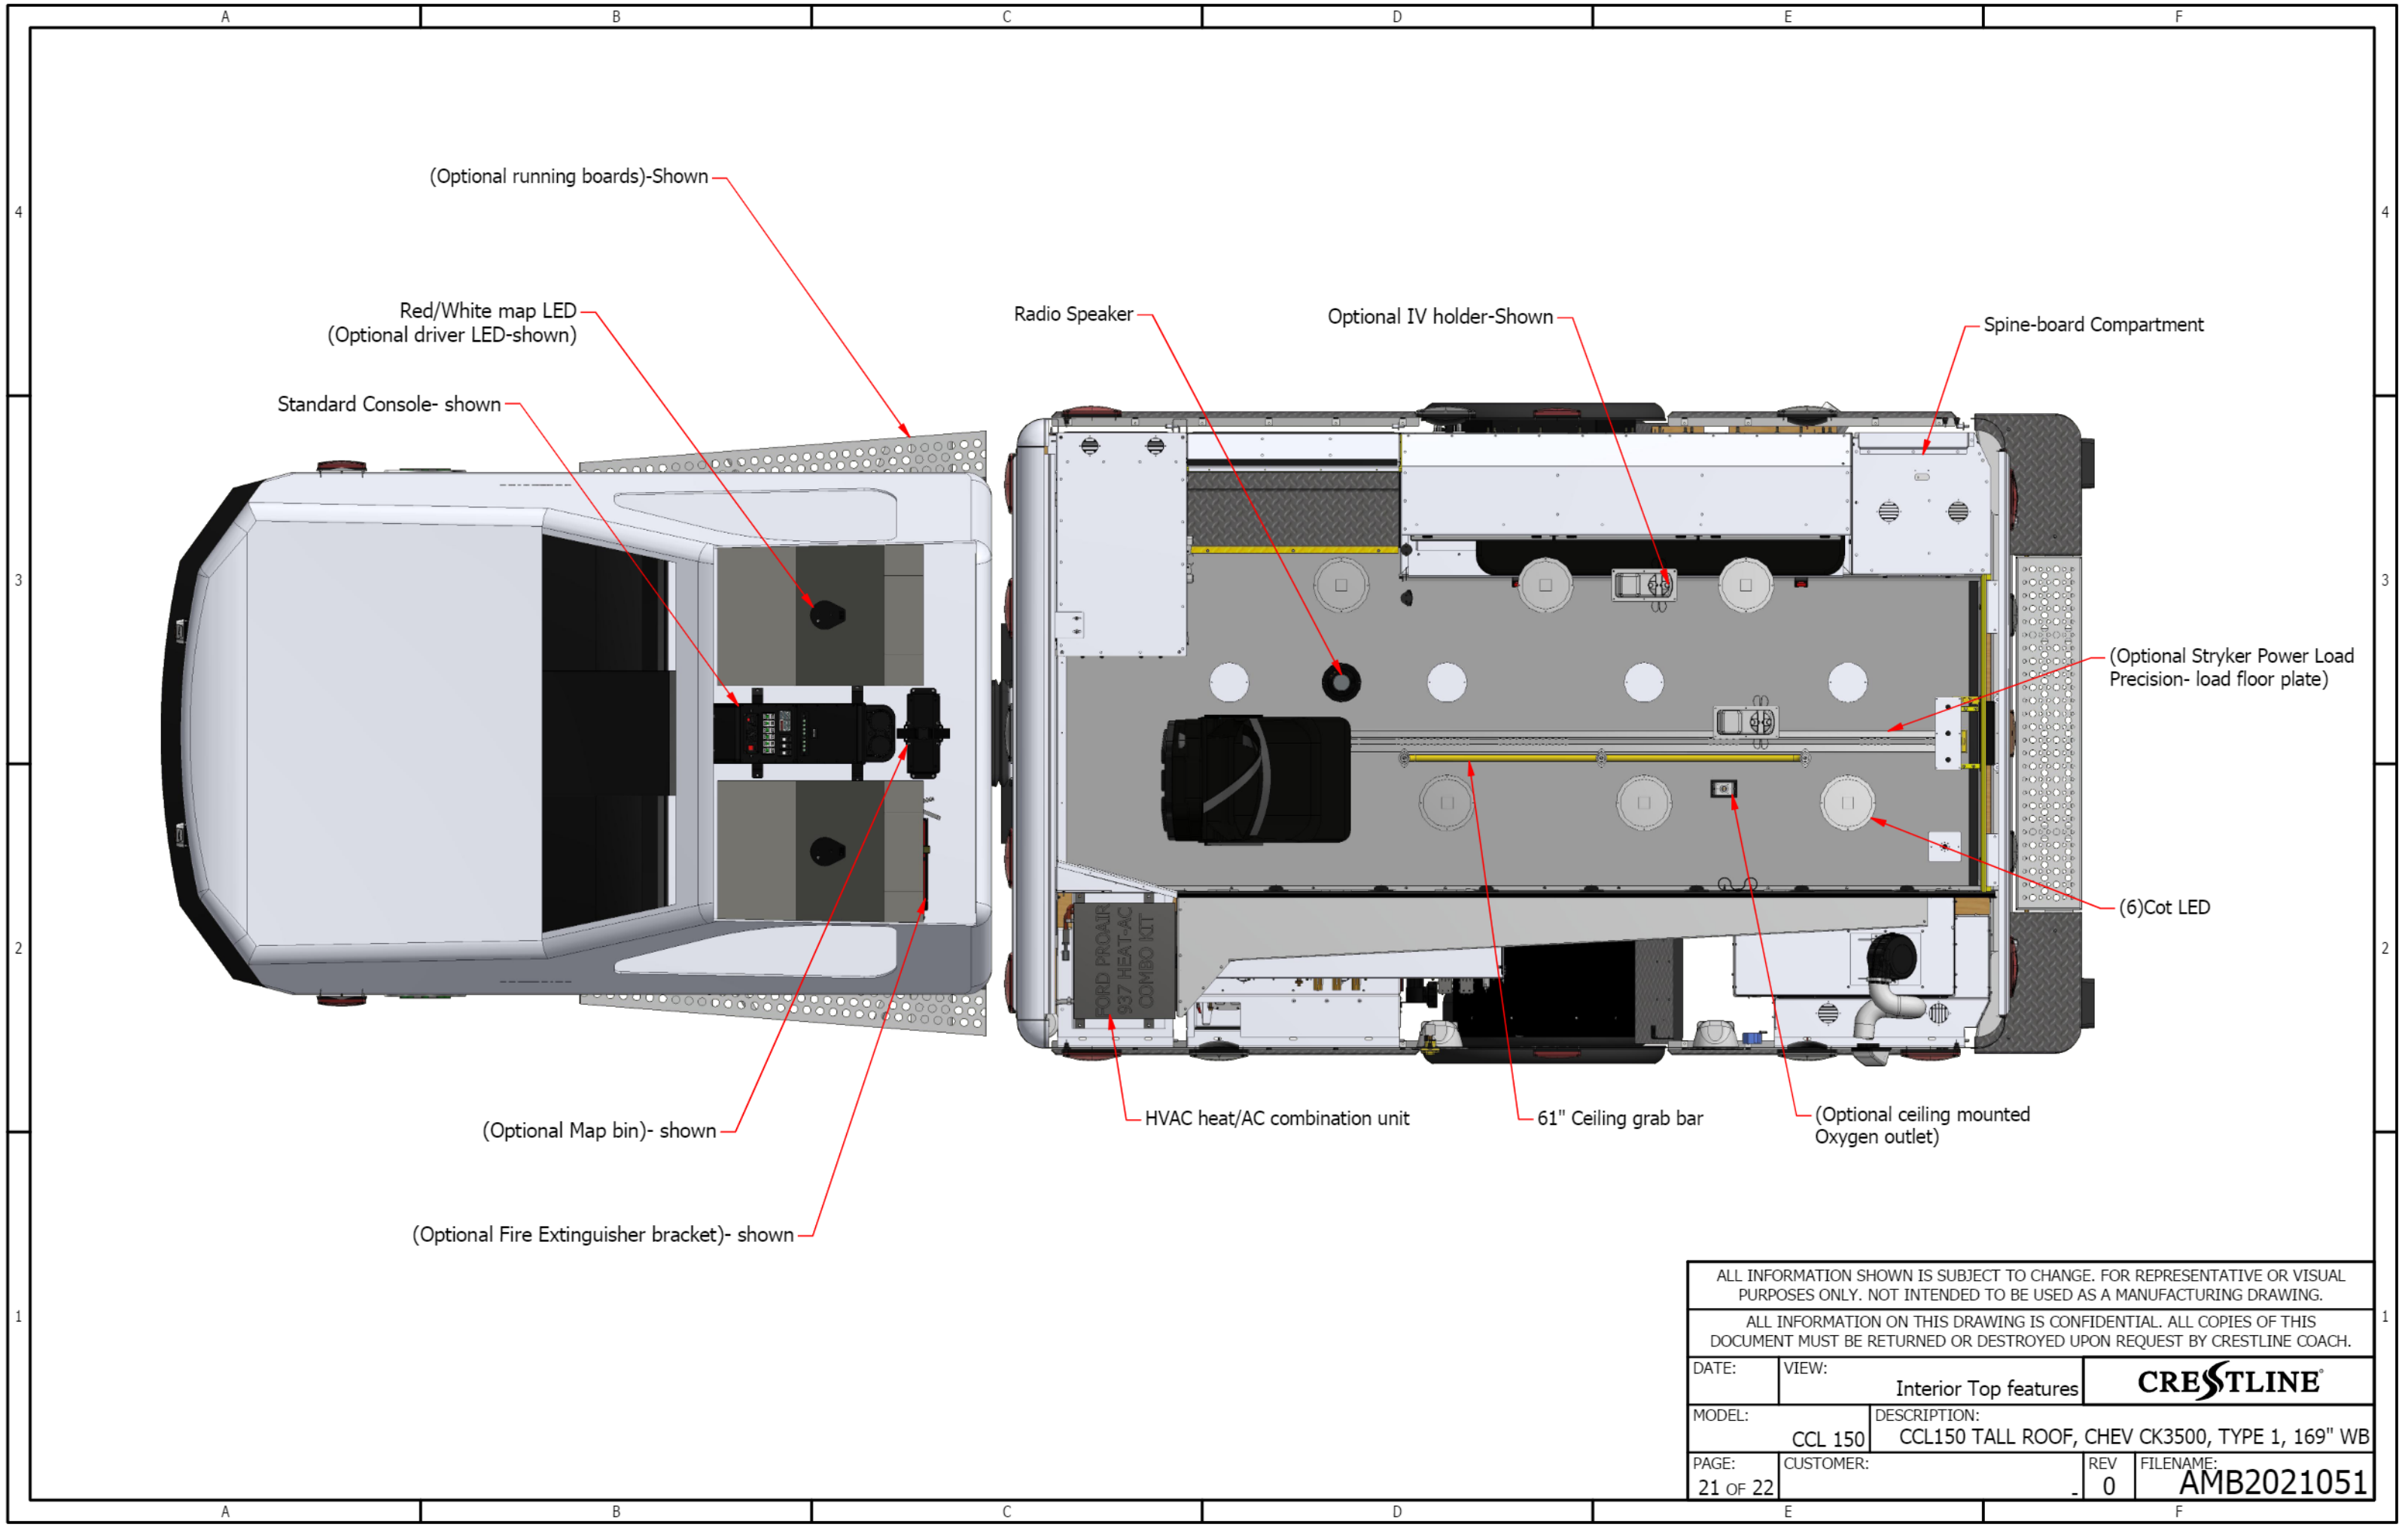 A B C D E F
4 4
3 3
2 2
1 1
(Optional running boards)-Shown
Red/White map LED
(Optional driver LED-shown)
Standard Console- shown
Radio Speaker
Optional IV holder-Shown
Spine-board Compartment
(Optional Stryker Power Load
Precision- load floor plate)
(6)Cot LED
FORD PROAIR
937 HEAT-AC
COMBO KIT
(Optional Map bin)- shown
(Optional Fire Extinguisher bracket)- shown
HVAC heat/AC combination unit
61" Ceiling grab bar
(Optional ceiling mounted
Oxygen outlet)
ALL INFORMATION SHOWN IS SUBJECT TO CHANGE. FOR REPRESENTATIVE OR VISUAL
PURPOSES ONLY. NOT INTENDED TO BE USED AS A MANUFACTURING DRAWING.
ALL INFORMATION ON THIS DRAWING IS CONFIDENTIAL. ALL COPIES OF THIS
DOCUMENT MUST BE RETURNED OR DESTROYED UPON REQUEST BY CRESTLINE COACH.
DATE:
VIEW:
Interior Top features
CRESTLINE
MODEL:
CCL 150
DESCRIPTION:
CCL150 TALL ROOF, CHEV CK3500, TYPE 1, 169" WB
PAGE:
21 OF 22
CUSTOMER:
-
REV
0
FILENAME:
AMB2021051
A B C D E F